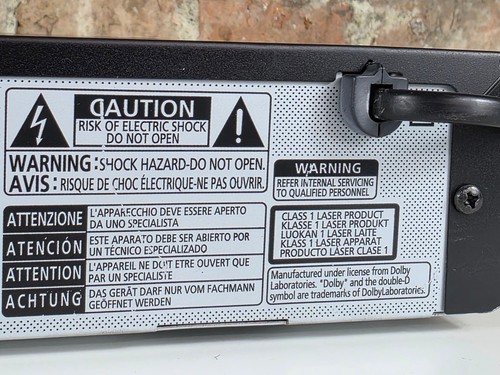 CAUTION
RISK OF ELECTRIC SHOCK
DO NOT OPEN
WARNING: SHOCK HAZARD-DO NOT OPEN.
AVIS: RISQUE DE CHOC ÉLECTRIQUE-NE PAS OUVRIR.
WARNING
REFER INTERNAL SERVICING
TO QUALIFIED PERSONNEL
ATTENZIONE L'APPARECCHIO DEVE ESSERE APERTO
DA UNO SPECIALISTA
ATENCIÓN ESTE APARATO DEBE SER ABIERTO POR
UN TÉCNICO ESPECIALIZADO
ATTENTION L'APPAREIL NE DOIT ETRE OUVERT QUE
PAR UN SPECIALISTE
ACHTUNG DAS GERÄT DARF NUR VOM FACHMANN
GEÖFFNET WERDEN
CLASS 1 LASER PRODUCT
KLASSE 1 LASER PRODUKT
LUOKAN 1 LASER LAITE
KLASS 1 LASER APPARAT
PRODUCTO LASER CLASE 1
Manufactured under license from Dolby
Laboratories. "Dolby" and the double-D
symbol are trademarks of DolbyLaboratories.